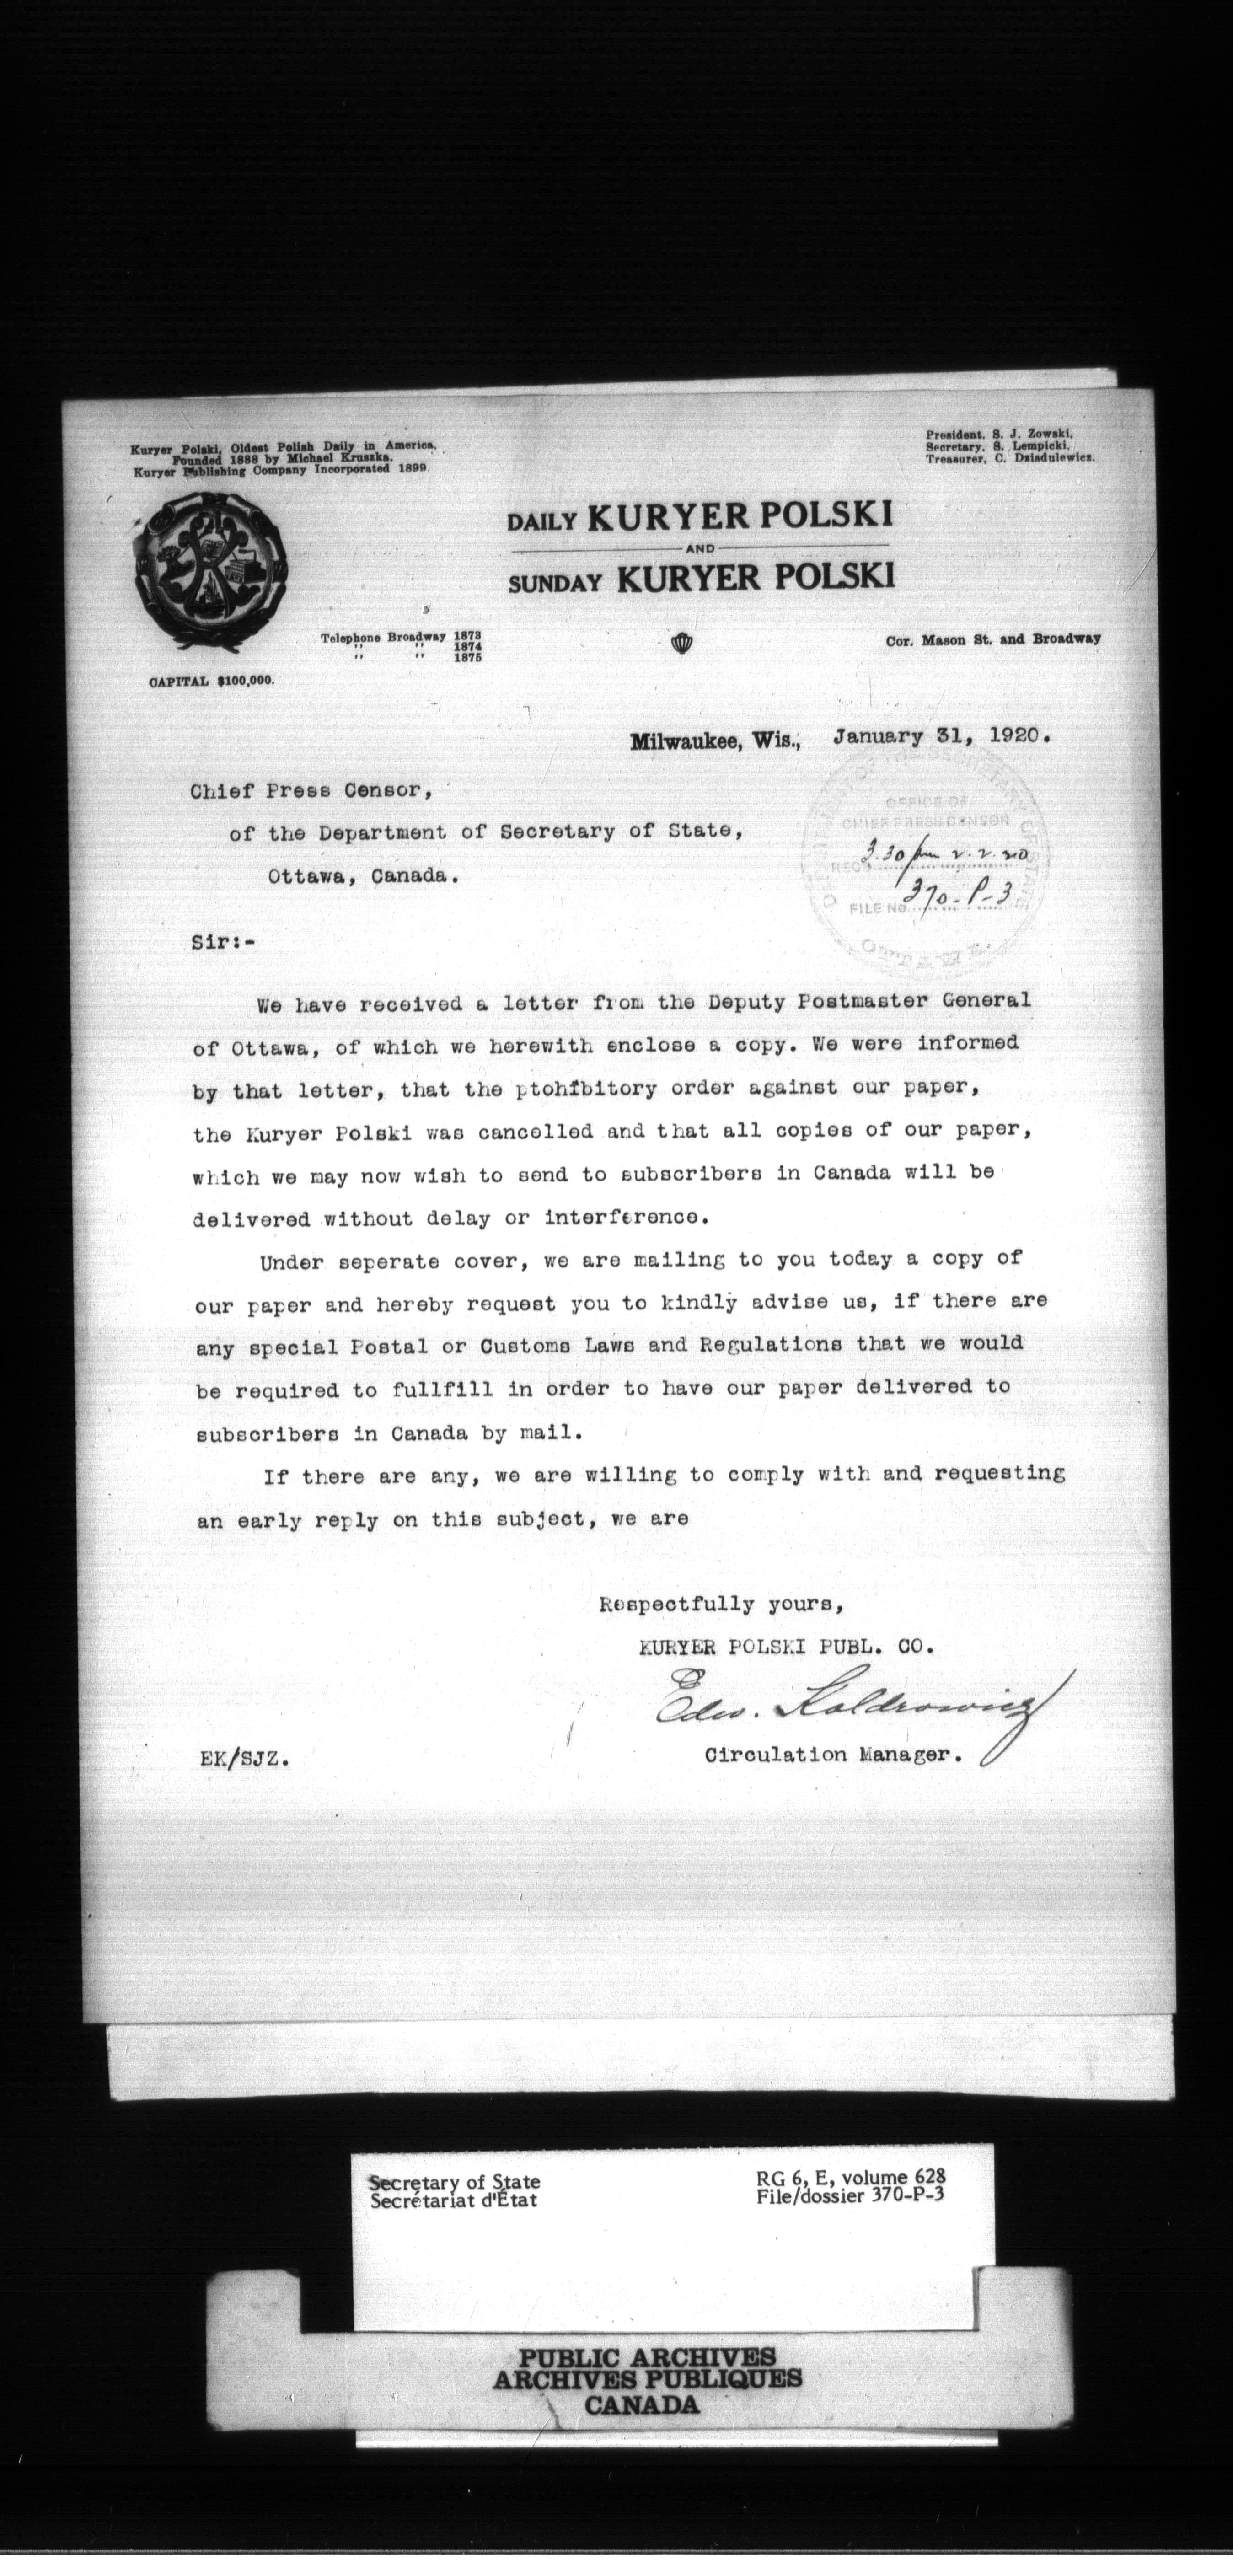 Kuryer Polski, Oldest Polish Daily in America,
Founded 1888 by Michael Kruszka.
Kuryer Publishing Company Incorporated 1899.
President, S. J. Zowski,
Secretary, S. Lempicki,
Treasurer, C. Dziadulewicz.
DAILY KURYER POLSKI
AND
SUNDAY KURYER POLSKI
Telephone Broadway 1873
" " 1874
" " 1875
Cor. Mason St. and Broadway
CAPITAL $100,000.
Milwaukee, Wis., January 31, 1920.
DEPARTMENT OF THE SECRETARY OF STATE
OFFICE OF
CHIEF PRESS CENSOR
REC'D 3.30 pm 2.2.20
FILE No 370-P-3
OTTAWA.
Chief Press Censor,
of the Department of Secretary of State,
Ottawa, Canada.
Sir:-
We have received a letter from the Deputy Postmaster General
of Ottawa, of which we herewith enclose a copy. We were informed
by that letter, that the ptohibitory order against our paper,
the Kuryer Polski was cancelled and that all copies of our paper,
which we may now wish to send to subscribers in Canada will be
delivered without delay or interference.
Under seperate cover, we are mailing to you today a copy of
our paper and hereby request you to kindly advise us, if there are
any special Postal or Customs Laws and Regulations that we would
be required to fullfill in order to have our paper delivered to
subscribers in Canada by mail.
If there are any, we are willing to comply with and requesting
an early reply on this subject, we are
Respectfully yours,
KURYER POLSKI PUBL. CO.
Edw. Koldrowicz
EK/SJZ.
Circulation Manager.
Secretary of State
Secrétariat d'État
RG 6, E, volume 628
File/dossier 370-P-3
PUBLIC ARCHIVES
ARCHIVES PUBLIQUES
CANADA